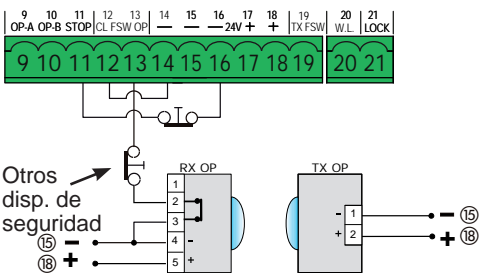 9 10 11 12 13 14 15 16 17 18 19 20 21
OP-A OP-B STOP CL FSW OP — — — 24V + + TX FSW W.L. LOCK
9 10 11 12 13 14 15 16 17 18 19 20 21
Otros
disp. de
seguridad
RX OP
1
2
3
4 -
5 +
⑮ −
⑱ +
TX OP
- 1
+ 2
− ⑮
+ ⑱